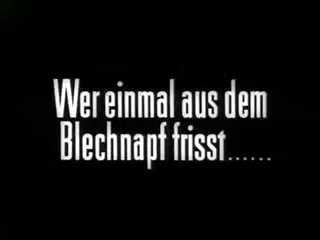 Wer einmal aus dem
Blechnapf frisst......